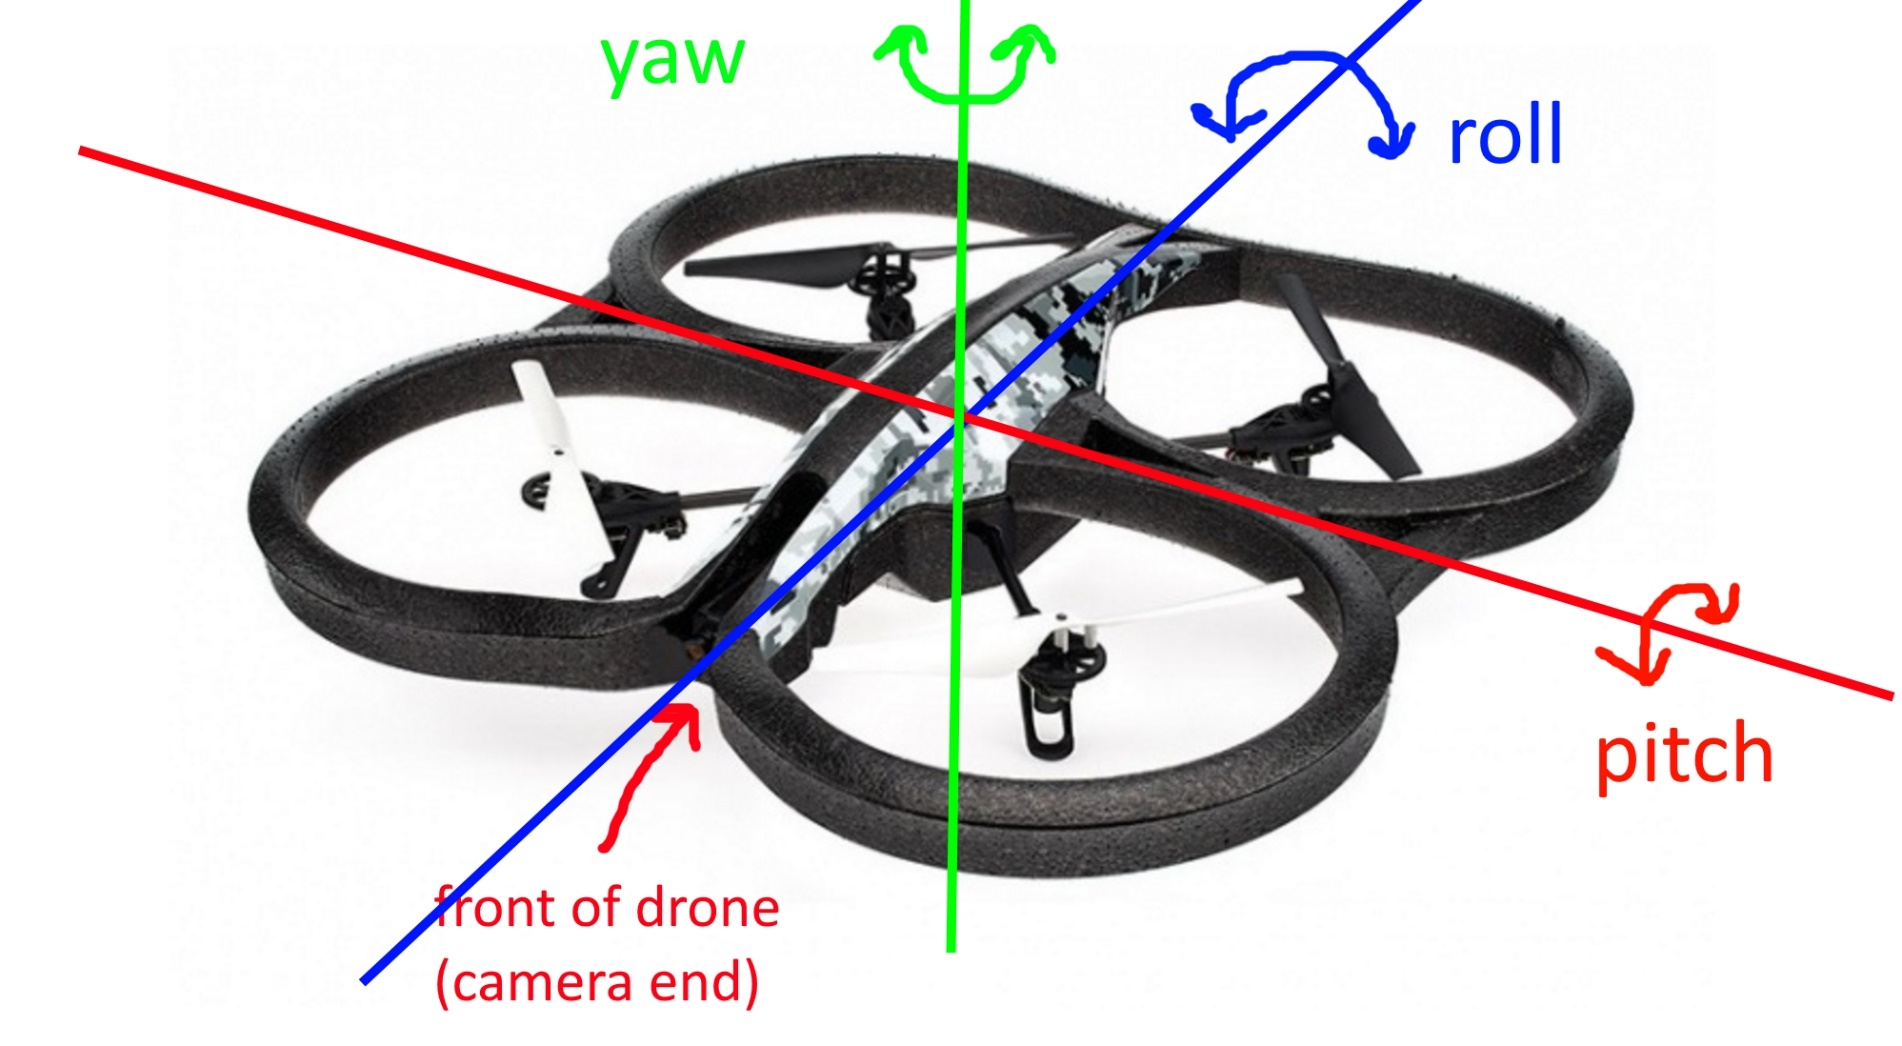 yaw
roll
pitch
front of drone
(camera end)